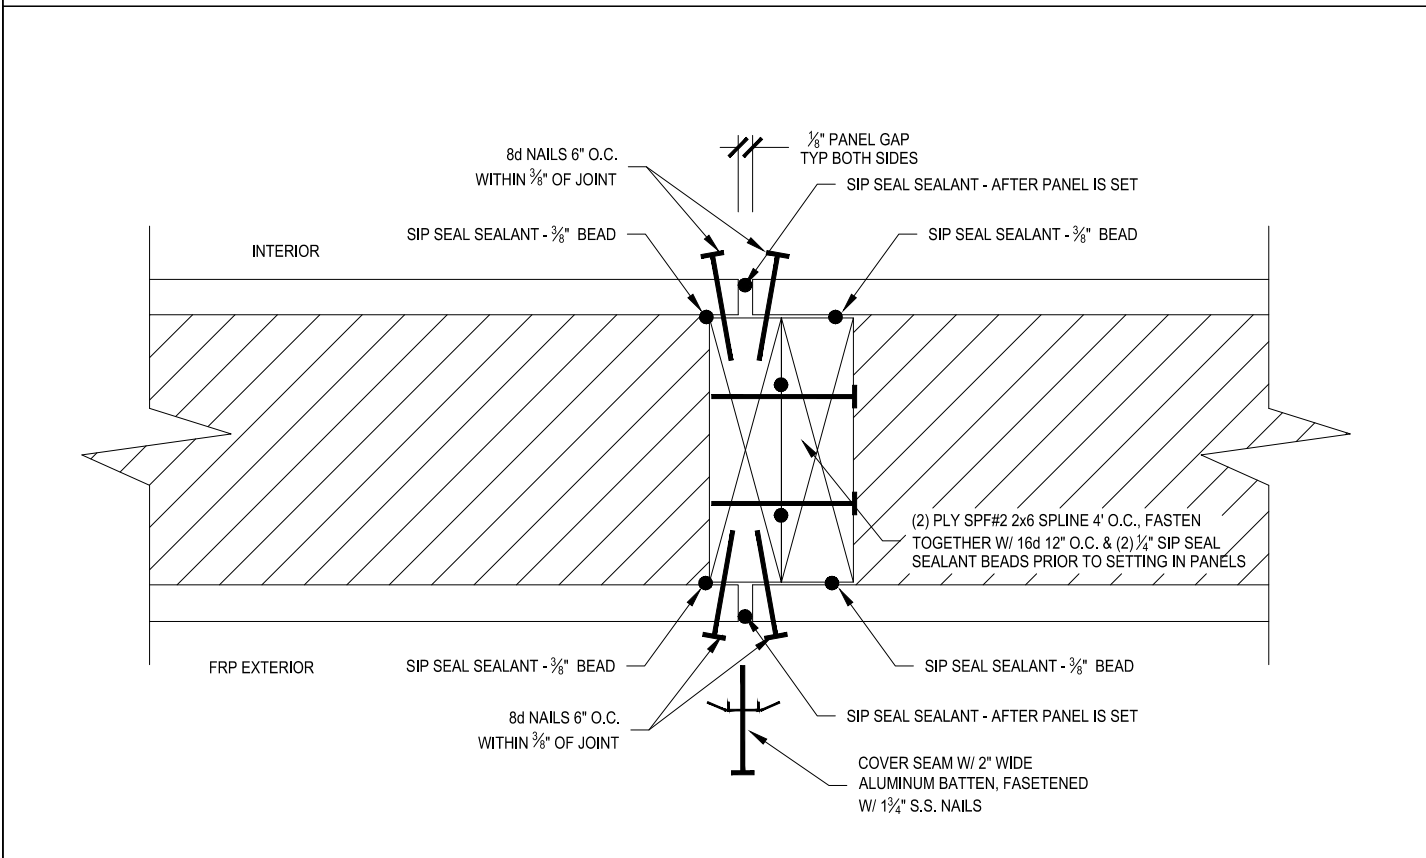 ⅛" PANEL GAP
TYP BOTH SIDES
8d NAILS 6" O.C.
WITHIN ⅜" OF JOINT
SIP SEAL SEALANT - AFTER PANEL IS SET
SIP SEAL SEALANT - ⅜" BEAD
SIP SEAL SEALANT - ⅜" BEAD
INTERIOR
(2) PLY SPF#2 2x6 SPLINE 4' O.C., FASTEN
TOGETHER W/ 16d 12" O.C. & (2) ¼" SIP SEAL
SEALANT BEADS PRIOR TO SETTING IN PANELS
FRP EXTERIOR
SIP SEAL SEALANT - ⅜" BEAD
SIP SEAL SEALANT - ⅜" BEAD
8d NAILS 6" O.C.
WITHIN ⅜" OF JOINT
SIP SEAL SEALANT - AFTER PANEL IS SET
COVER SEAM W/ 2" WIDE
ALUMINUM BATTEN, FASETENED
W/ 1¾" S.S. NAILS